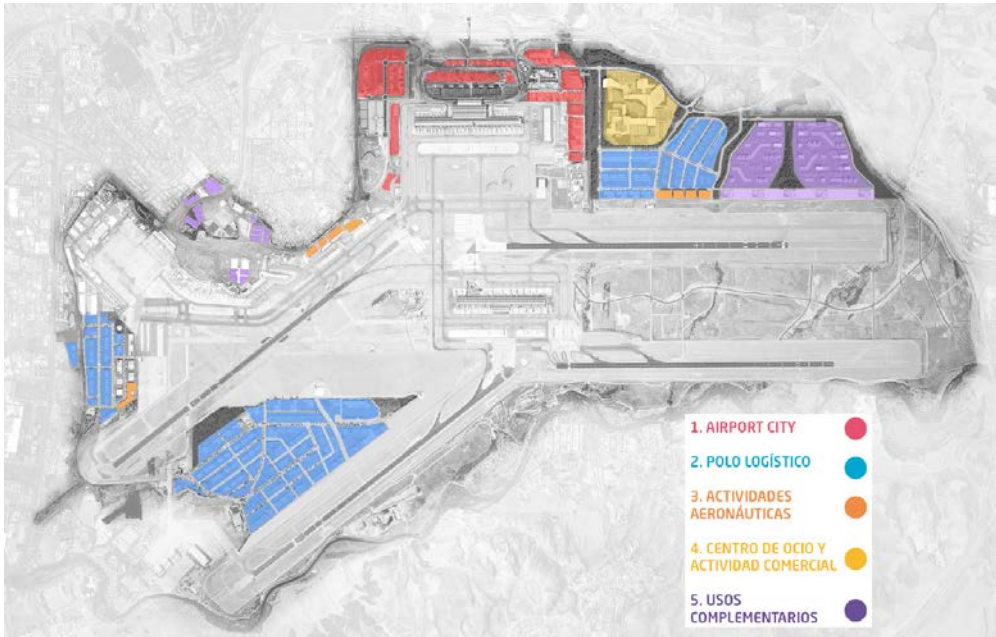 1. AIRPORT CITY
2. POLO LOGÍSTICO
3. ACTIVIDADES
AERONÁUTICAS
4. CENTRO DE OCIO Y
ACTIVIDAD COMERCIAL
5. USOS
COMPLEMENTARIOS